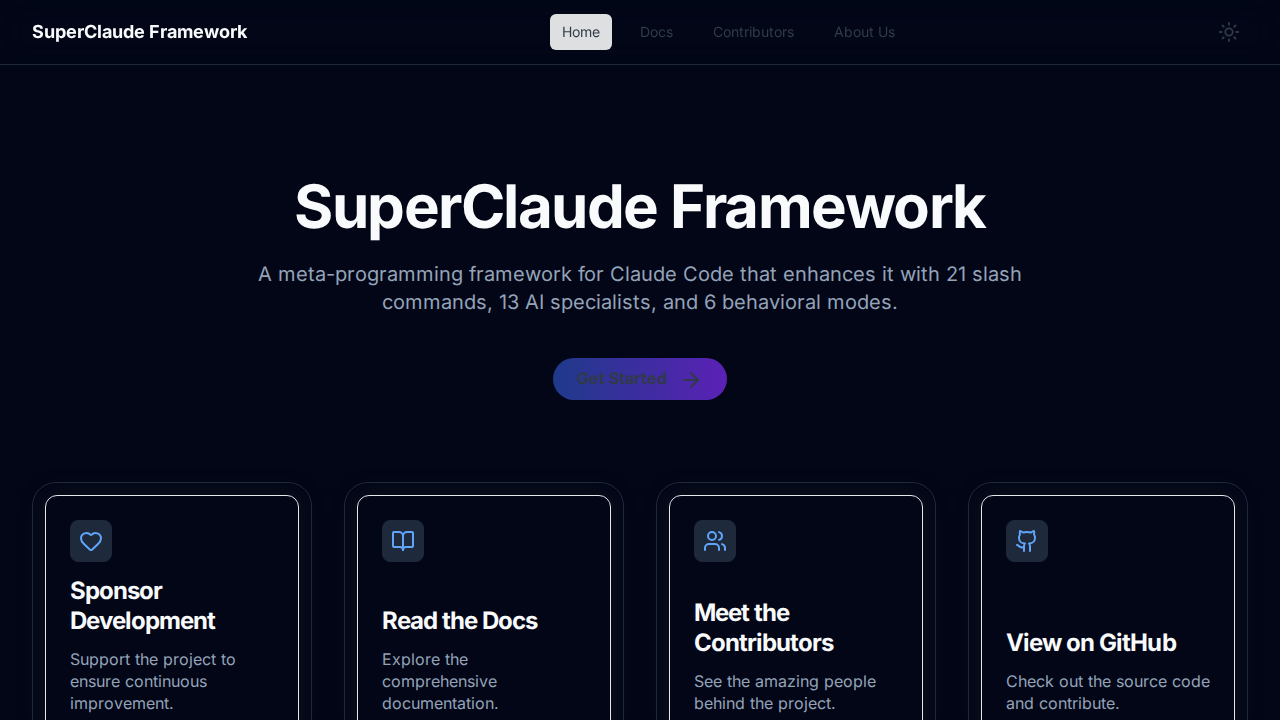 SuperClaude Framework
Home
Docs
Contributors
About Us
SuperClaude Framework
A meta-programming framework for Claude Code that enhances it with 21 slash
commands, 13 AI specialists, and 6 behavioral modes.
Get Started
Sponsor
Development
Support the project to
ensure continuous
improvement.
Read the Docs
Explore the
comprehensive
documentation.
Meet the
Contributors
See the amazing people
behind the project.
View on GitHub
Check out the source code
and contribute.